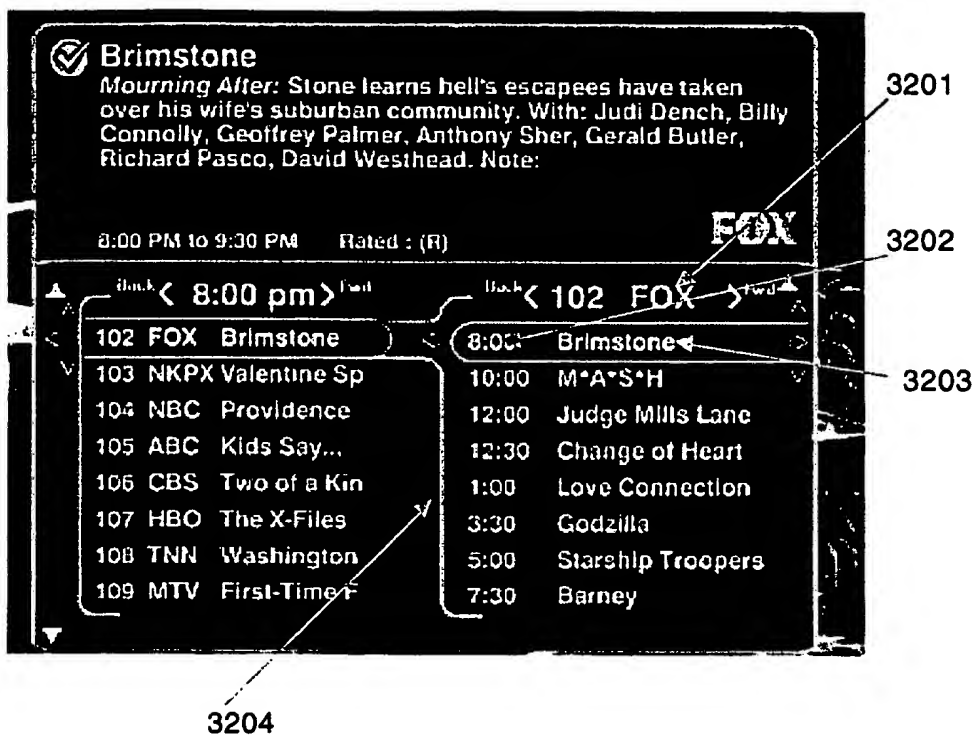 Brimstone
Mourning After: Stone learns hell's escapees have taken
over his wife's suburban community. With: Judi Dench, Billy
Connolly, Geoffrey Palmer, Anthony Sher, Gerald Butler,
Richard Pasco, David Westhead. Note:
8:00 PM to 9:30 PM Rated : (R)
FOX
Back < 8:00 pm > Fwd
102 FOX Brimstone
103 NKPX Valentine Sp
104 NBC Providence
105 ABC Kids Say...
106 CBS Two of a Kin
107 HBO The X-Files
108 TNN Washington
109 MTV First-Time F
Back < 102 FOX > Fwd
8:00 Brimstone
10:00 M*A*S*H
12:00 Judge Mills Lane
12:30 Change of Heart
1:00 Love Connection
3:30 Godzilla
5:00 Starship Troopers
7:30 Barney
3201
3202
3203
3204